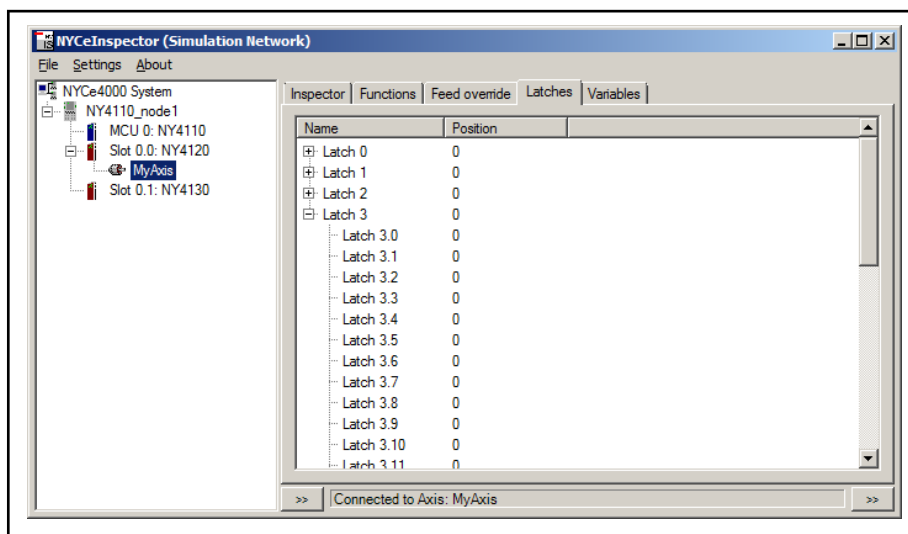 NYCeInspector (Simulation Network)
File Settings About
NYCe4000 System
NY4110_node1
MCU 0: NY4110
Slot 0.0: NY4120
MyAxis
Slot 0.1: NY4130
Inspector Functions Feed override Latches Variables
Name Position
Latch 0 0
Latch 1 0
Latch 2 0
Latch 3 0
Latch 3.0 0
Latch 3.1 0
Latch 3.2 0
Latch 3.3 0
Latch 3.4 0
Latch 3.5 0
Latch 3.6 0
Latch 3.7 0
Latch 3.8 0
Latch 3.9 0
Latch 3.10 0
Latch 3.11 0
>> Connected to Axis: MyAxis >>